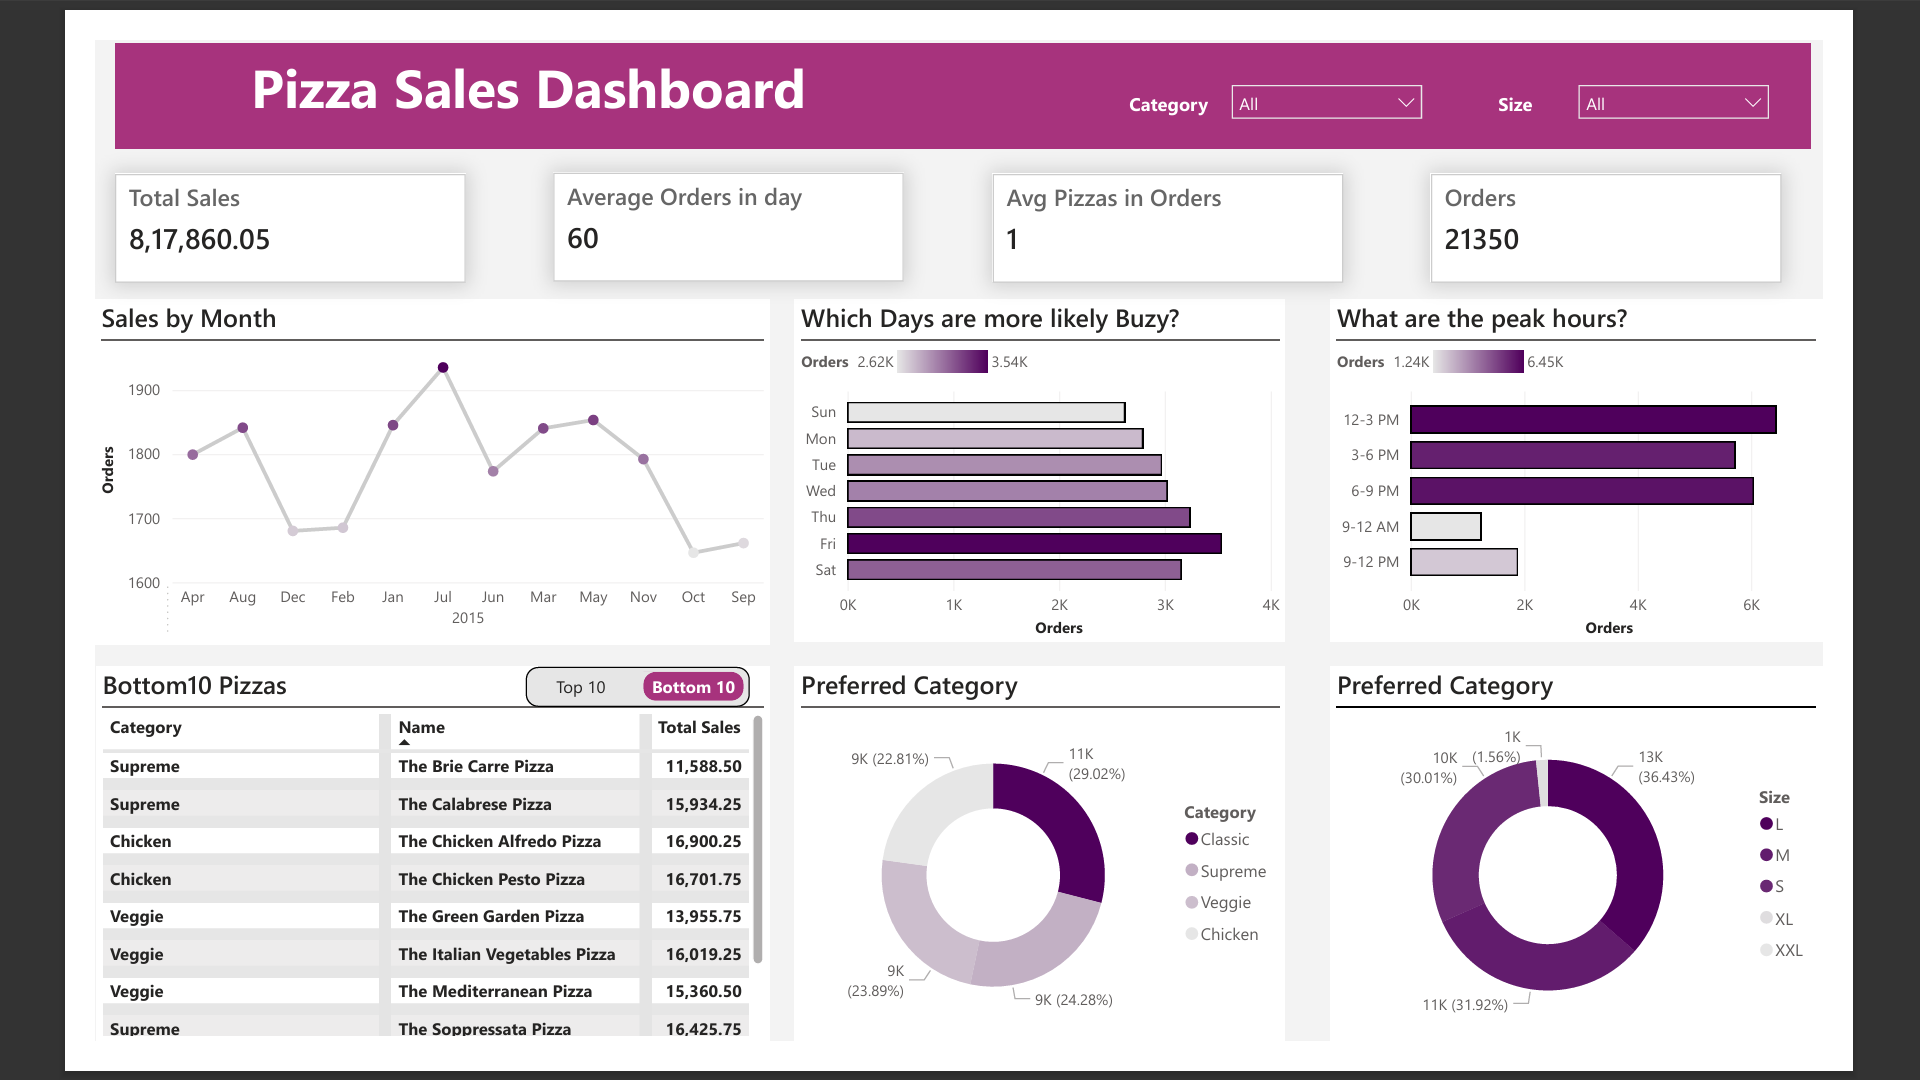 Pizza Sales Dashboard
Category All
Size All
Total Sales
8,17,860.05
Average Orders in day
60
Avg Pizzas in Orders
1
Orders
21350
Sales by Month
Orders
1900
1800
1700
1600
Apr Aug Dec Feb Jan Jul Jun Mar May Nov Oct Sep
2015
Which Days are more likely Buzy?
Orders 2.62K 3.54K
Sun
Mon
Tue
Wed
Thu
Fri
Sat
0K 1K 2K 3K 4K
Orders
What are the peak hours?
Orders 1.24K 6.45K
12-3 PM
3-6 PM
6-9 PM
9-12 AM
9-12 PM
0K 2K 4K 6K
Orders
Bottom10 Pizzas
Top 10 Bottom 10
Category Name Total Sales
Supreme The Brie Carre Pizza 11,588.50
Supreme The Calabrese Pizza 15,934.25
Chicken The Chicken Alfredo Pizza 16,900.25
Chicken The Chicken Pesto Pizza 16,701.75
Veggie The Green Garden Pizza 13,955.75
Veggie The Italian Vegetables Pizza 16,019.25
Veggie The Mediterranean Pizza 15,360.50
Supreme The Soppressata Pizza 16,425.75
Preferred Category
9K (22.81%)
11K
(29.02%)
9K
(23.89%)
9K (24.28%)
Category
Classic
Supreme
Veggie
Chicken
Preferred Category
1K
(1.56%)
10K
(30.01%)
13K
(36.43%)
11K (31.92%)
Size
L
M
S
XL
XXL